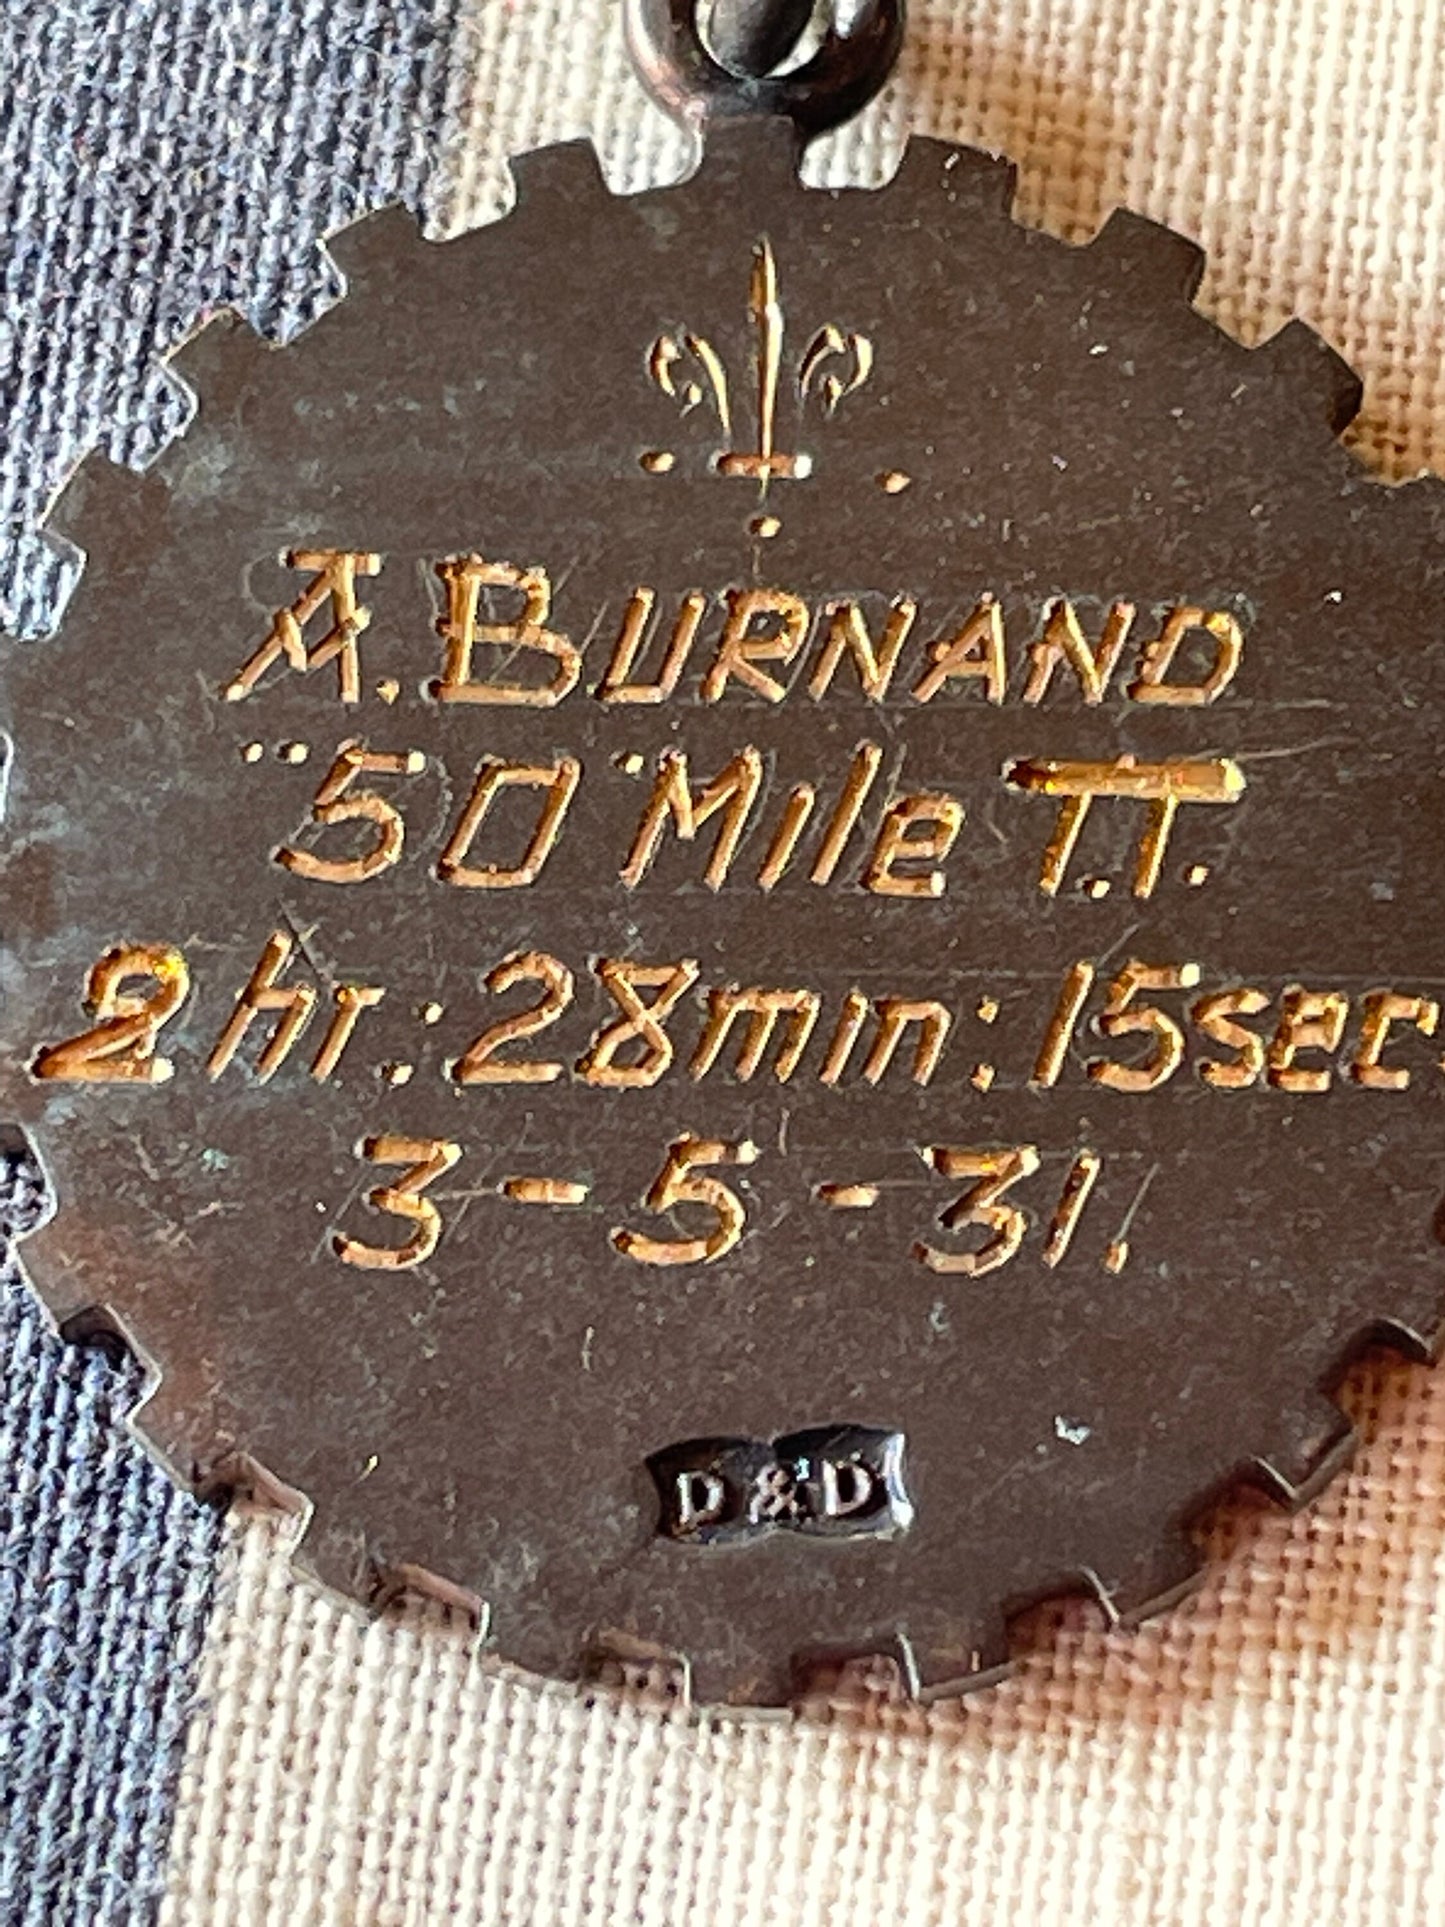 A. BURNAND
"50" Mile T.T.
2 hr: 28 min: 15 sec.
3-5-31.
D & D